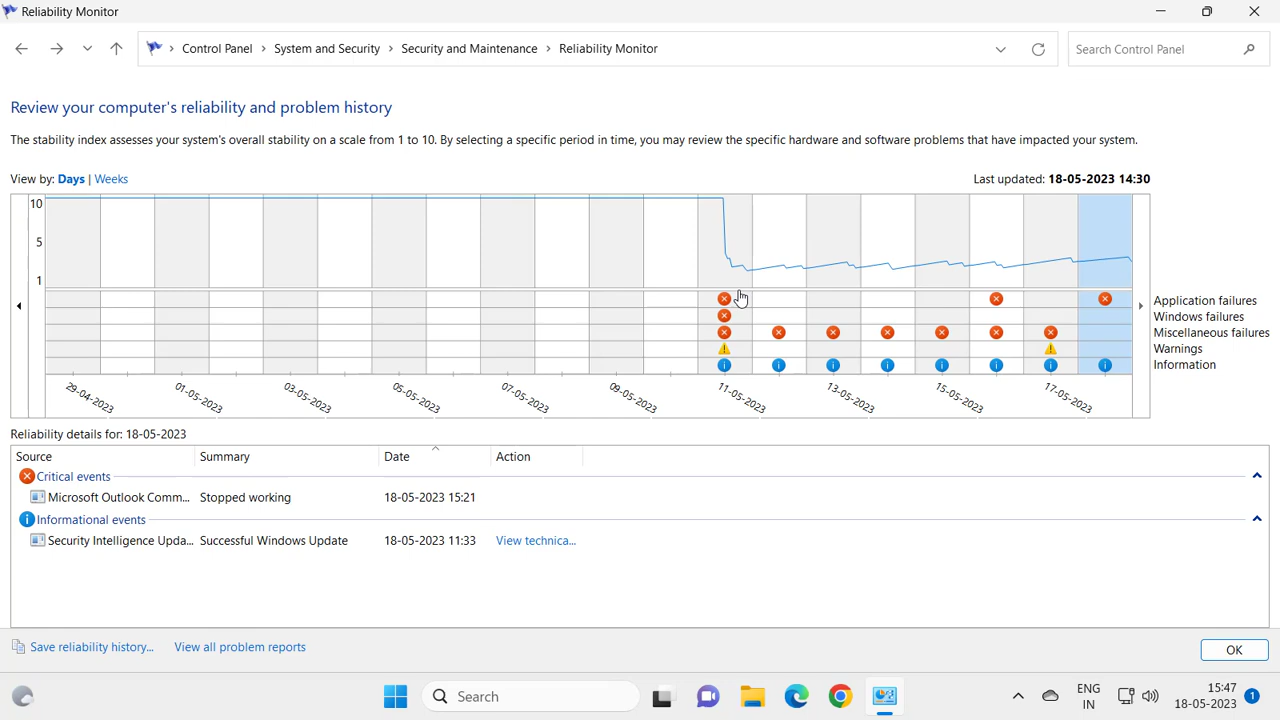 Reliability Monitor
Control Panel > System and Security > Security and Maintenance > Reliability Monitor
Search Control Panel
Review your computer's reliability and problem history
The stability index assesses your system's overall stability on a scale from 1 to 10. By selecting a specific period in time, you may review the specific hardware and software problems that have impacted your system.
View by: Days | Weeks
Last updated: 18-05-2023 14:30
10
5
1
Application failures
Windows failures
Miscellaneous failures
Warnings
Information
29-04-2023 01-05-2023 03-05-2023 05-05-2023 07-05-2023 09-05-2023 11-05-2023 13-05-2023 15-05-2023 17-05-2023
Reliability details for: 18-05-2023
Source Summary Date Action
Critical events
Microsoft Outlook Comm... Stopped working 18-05-2023 15:21
Informational events
Security Intelligence Upda... Successful Windows Update 18-05-2023 11:33 View technica...
Save reliability history... View all problem reports
OK
Search
ENG
IN
15:47
18-05-2023
1